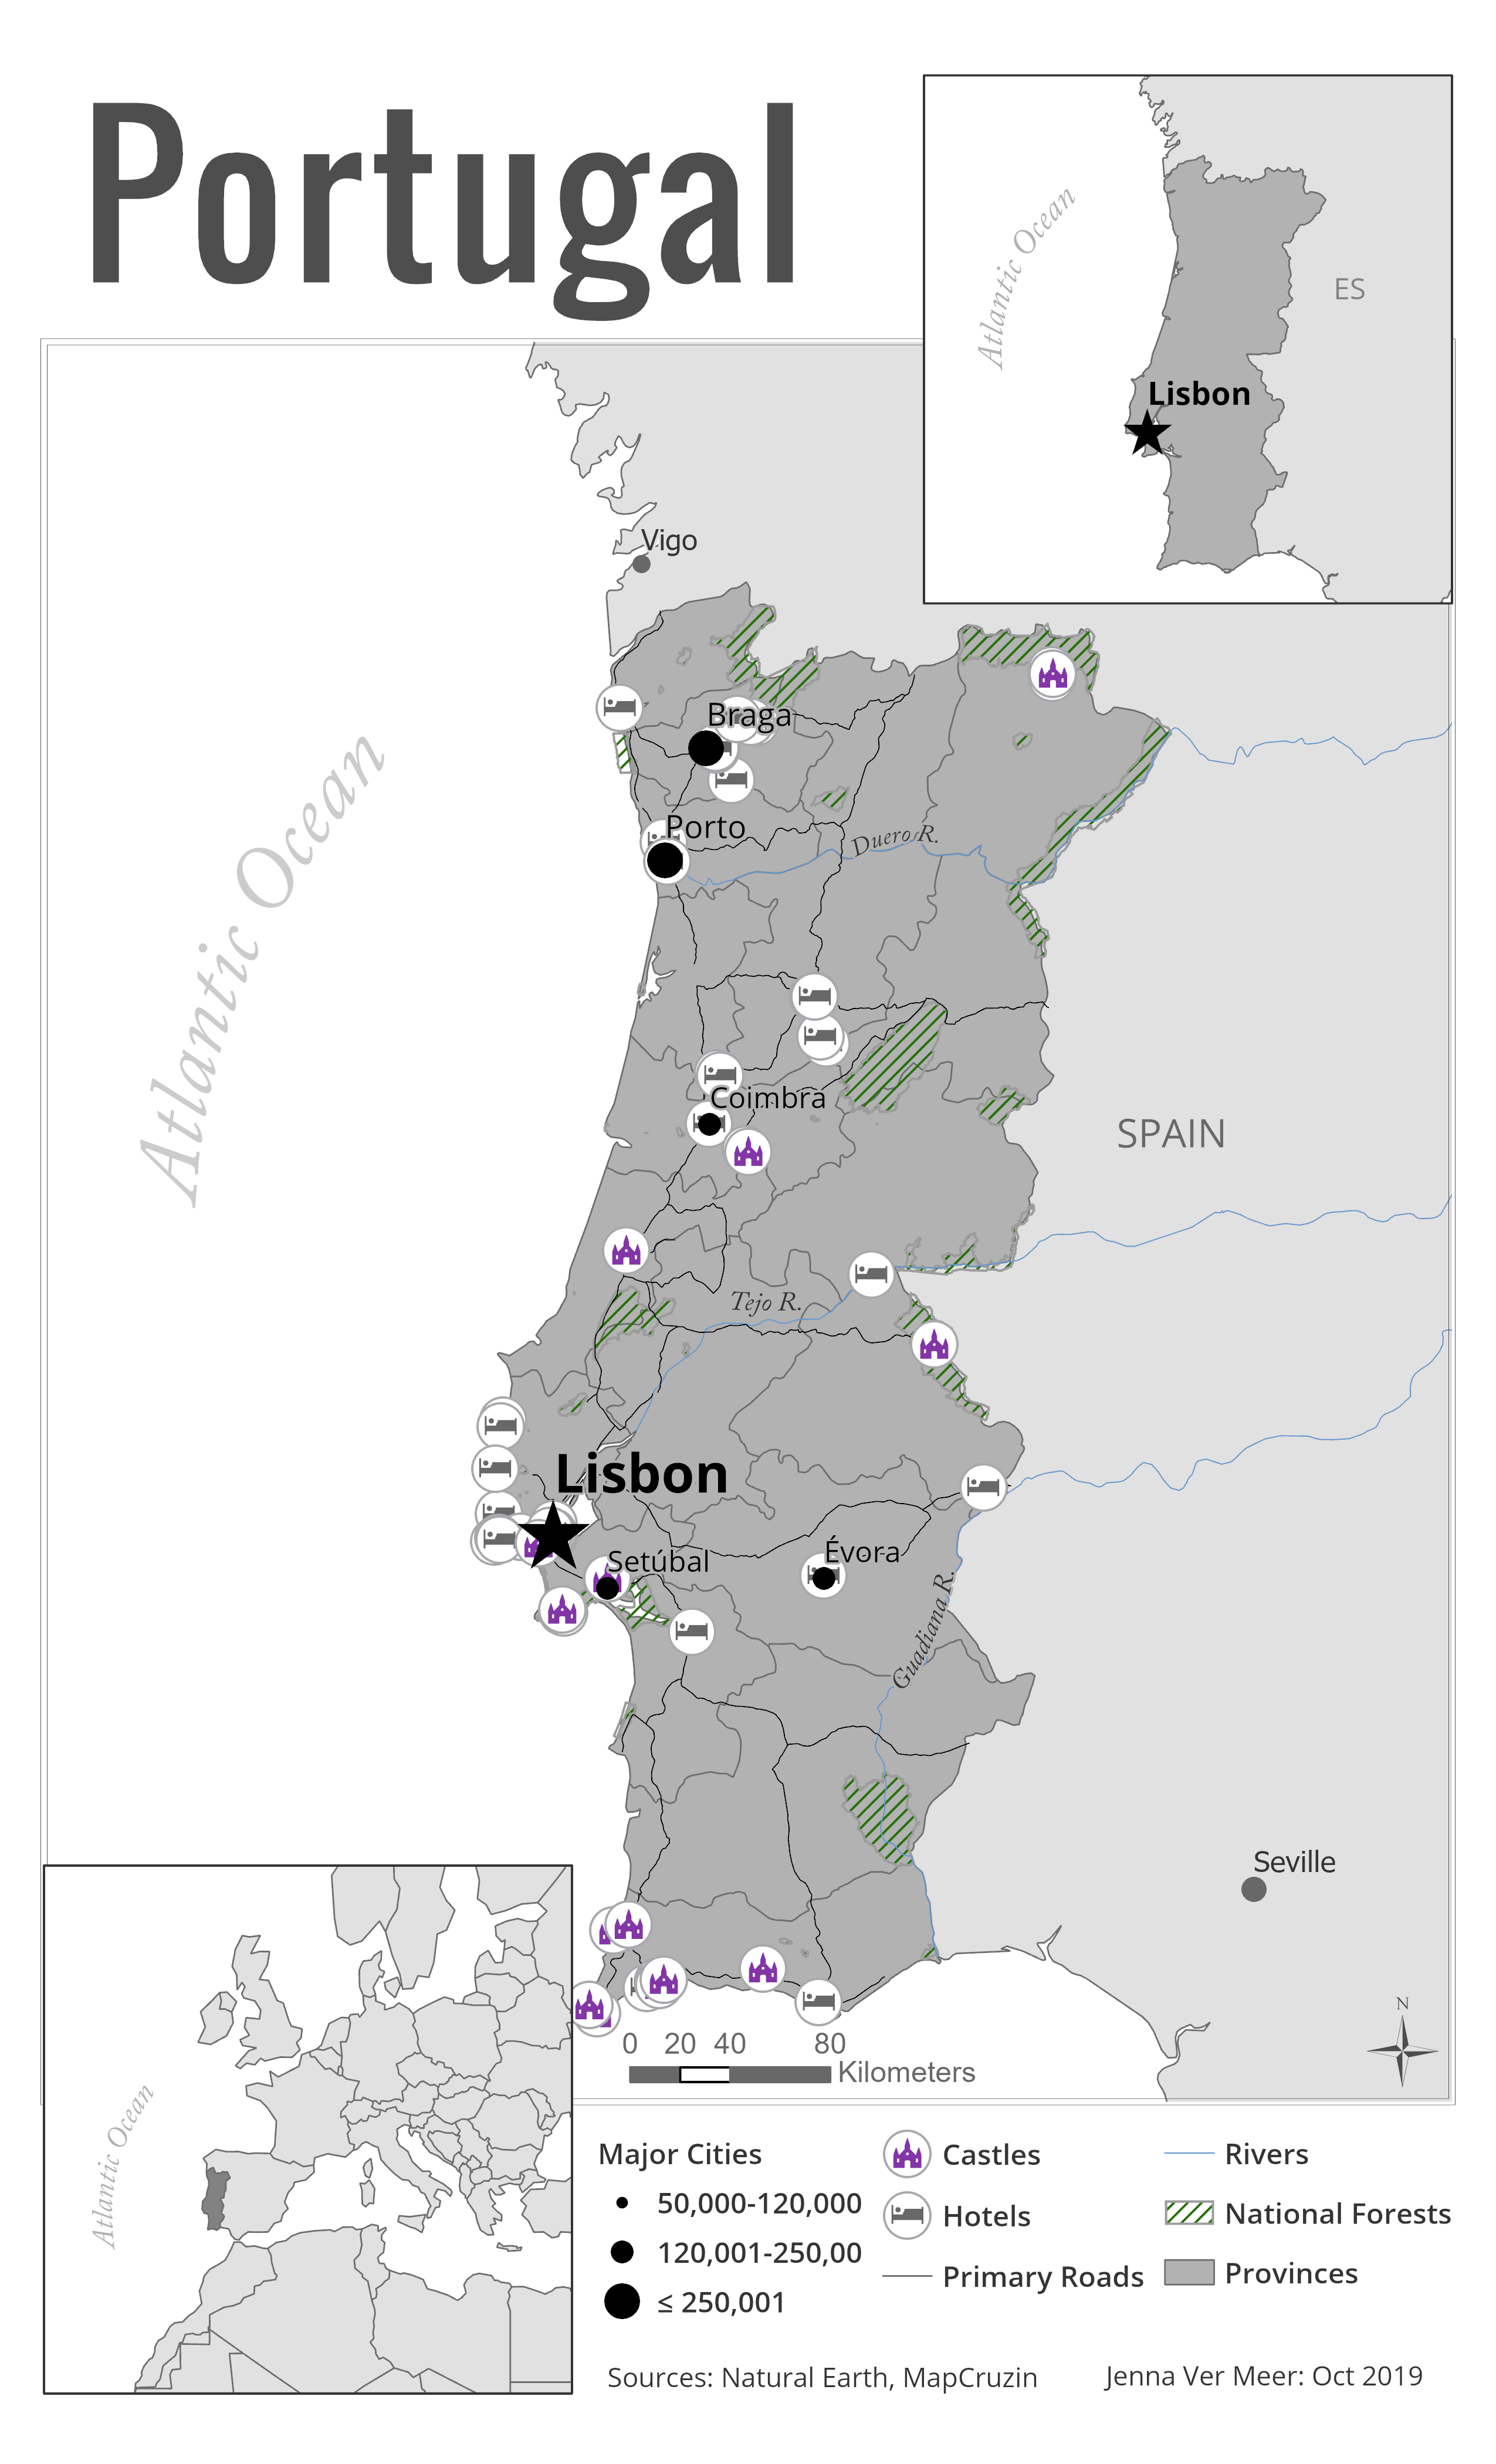 Portugal
Atlantic Ocean
ES
Lisbon
Vigo
Braga
Porto
Duero R.
Atlantic Ocean
Coimbra
SPAIN
Tejo R.
Lisbon
Setúbal
Évora
Guadiana R.
Seville
N
0 20 40 80
Kilometers
Atlantic Ocean
Major Cities
50,000-120,000
120,001-250,00
≤ 250,001
Castles
Hotels
Primary Roads
Rivers
National Forests
Provinces
Sources: Natural Earth, MapCruzin
Jenna Ver Meer: Oct 2019